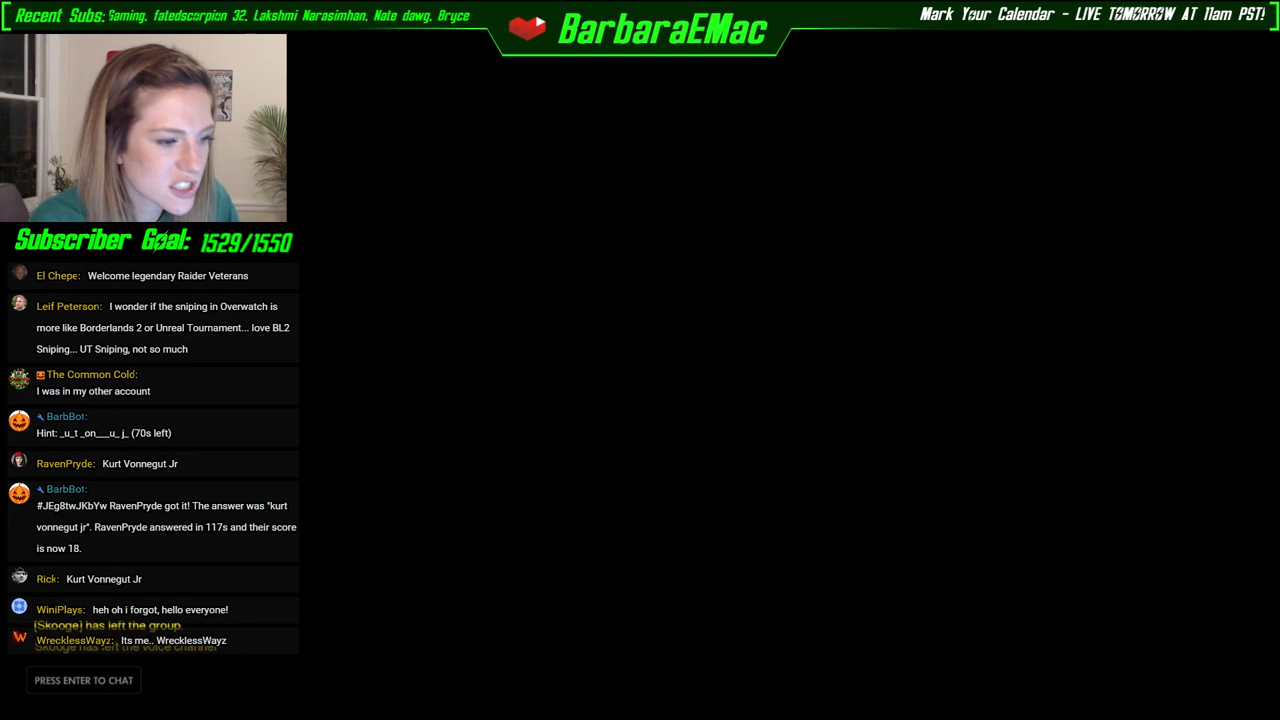 Recent Subs: Gaming, fatedscorpion 32, Lakshmi Narasimhan, Nate dawg, Bryce
BarbaraEMac
Mark Your Calendar - LIVE TOMORROW AT 11am PST!
Subscriber Goal: 1529/1550
El Chepe: Welcome legendary Raider Veterans
Leif Peterson: I wonder if the sniping in Overwatch is
more like Borderlands 2 or Unreal Tournament... love BL2
Sniping... UT Sniping, not so much
The Common Cold:
I was in my other account
BarbBot:
Hint: _u_t _on___u_ j_ (70s left)
RavenPryde: Kurt Vonnegut Jr
BarbBot:
#JEg8twJKbYw RavenPryde got it! The answer was "kurt
vonnegut jr". RavenPryde answered in 117s and their score
is now 18.
Rick: Kurt Vonnegut Jr
WiniPlays: heh oh i forgot, hello everyone!
[Skooge] has left the group.
WrecklessWayz: Its me.. WrecklessWayz
Skooge has left the voice channel
PRESS ENTER TO CHAT